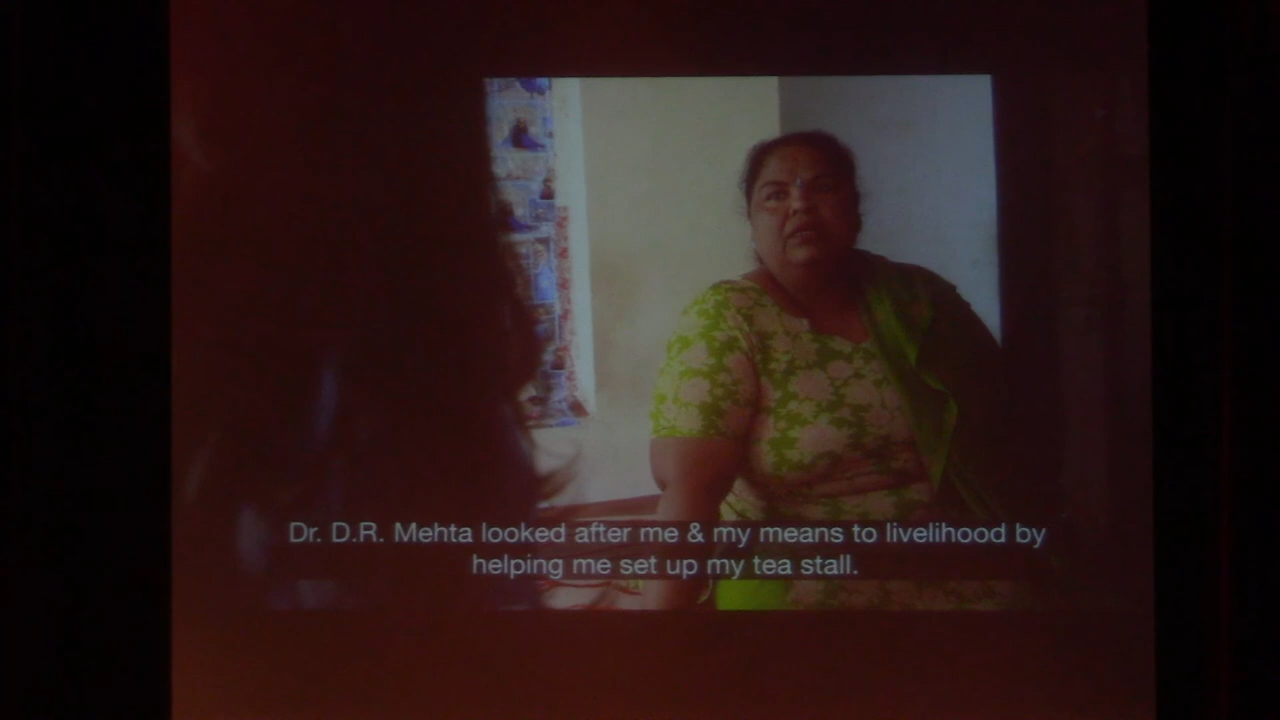 Dr. D.R. Mehta looked after me & my means to livelihood by
helping me set up my tea stall.